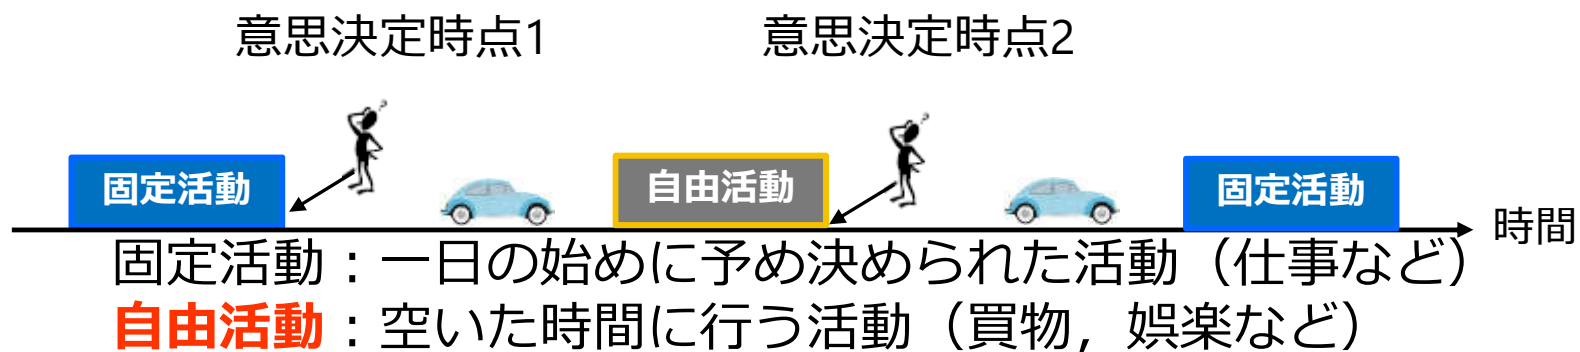 意思決定時点1 意思決定時点2
固定活動 自由活動 固定活動
時間
固定活動：一日の始めに予め決められた活動（仕事など）
自由活動：空いた時間に行う活動（買物，娯楽など）